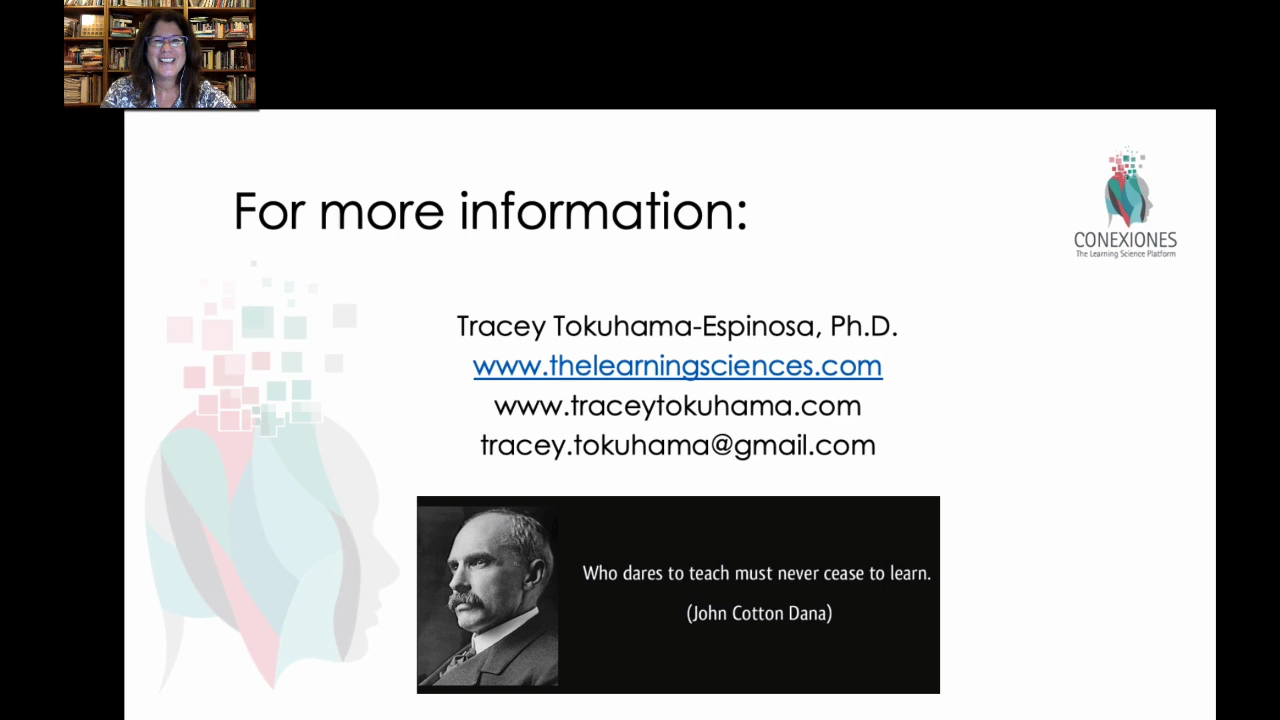 For more information:
CONEXIONES
The Learning Science Platform
Tracey Tokuhama-Espinosa, Ph.D.
www.thelearningsciences.com
www.traceytokuhama.com
tracey.tokuhama@gmail.com
Who dares to teach must never cease to learn.
(John Cotton Dana)